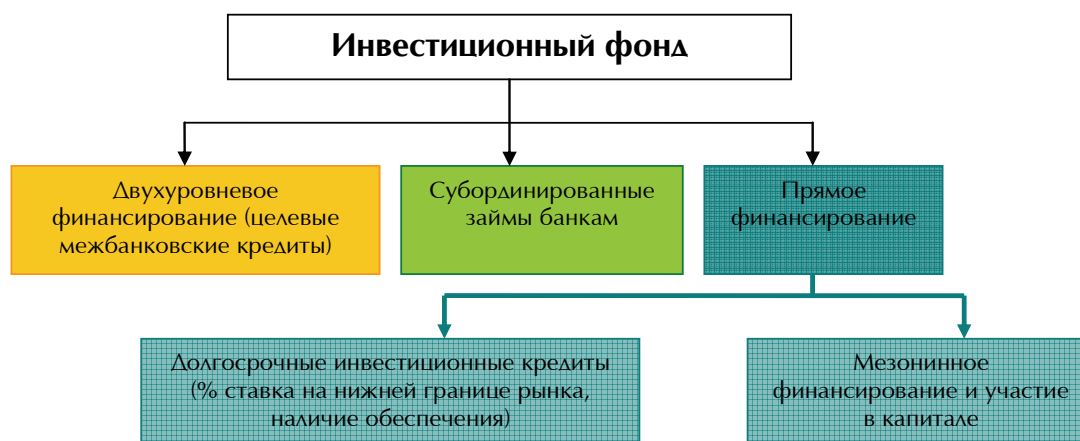 Инвестиционный фонд
Двухуровневое
финансирование (целевые
межбанковские кредиты)
Субординированные
займы банкам
Прямое
финансирование
Долгосрочные инвестиционные кредиты
(% ставка на нижней границе рынка,
наличие обеспечения)
Мезонинное
финансирование и участие
в капитале